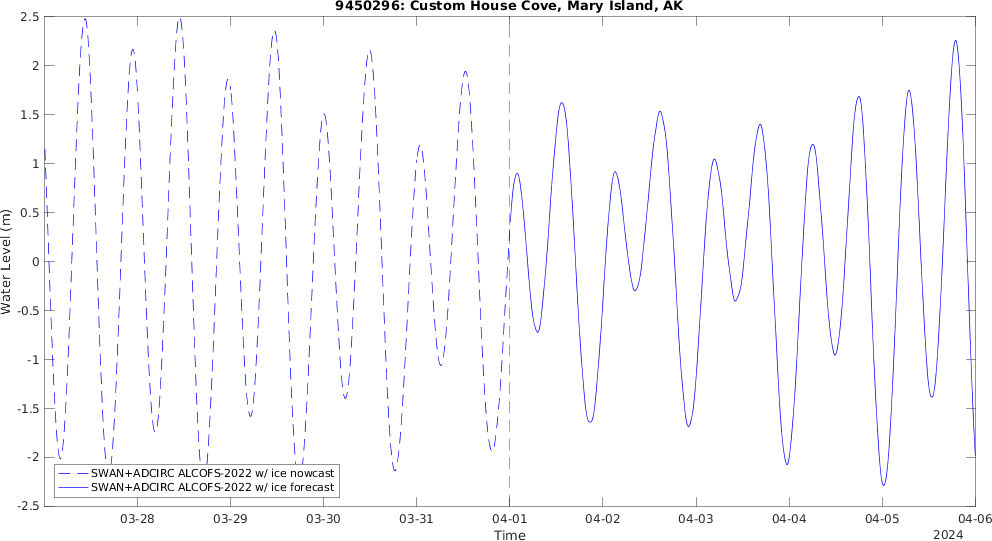 9450296: Custom House Cove, Mary Island, AK
2.5
2
1.5
1
0.5
0
-0.5
-1
-1.5
-2
-2.5
Water Level (m)
SWAN+ADCIRC ALCOFS-2022 w/ ice nowcast
SWAN+ADCIRC ALCOFS-2022 w/ ice forecast
03-28 03-29 03-30 03-31 04-01 04-02 04-03 04-04 04-05 04-06
Time
2024